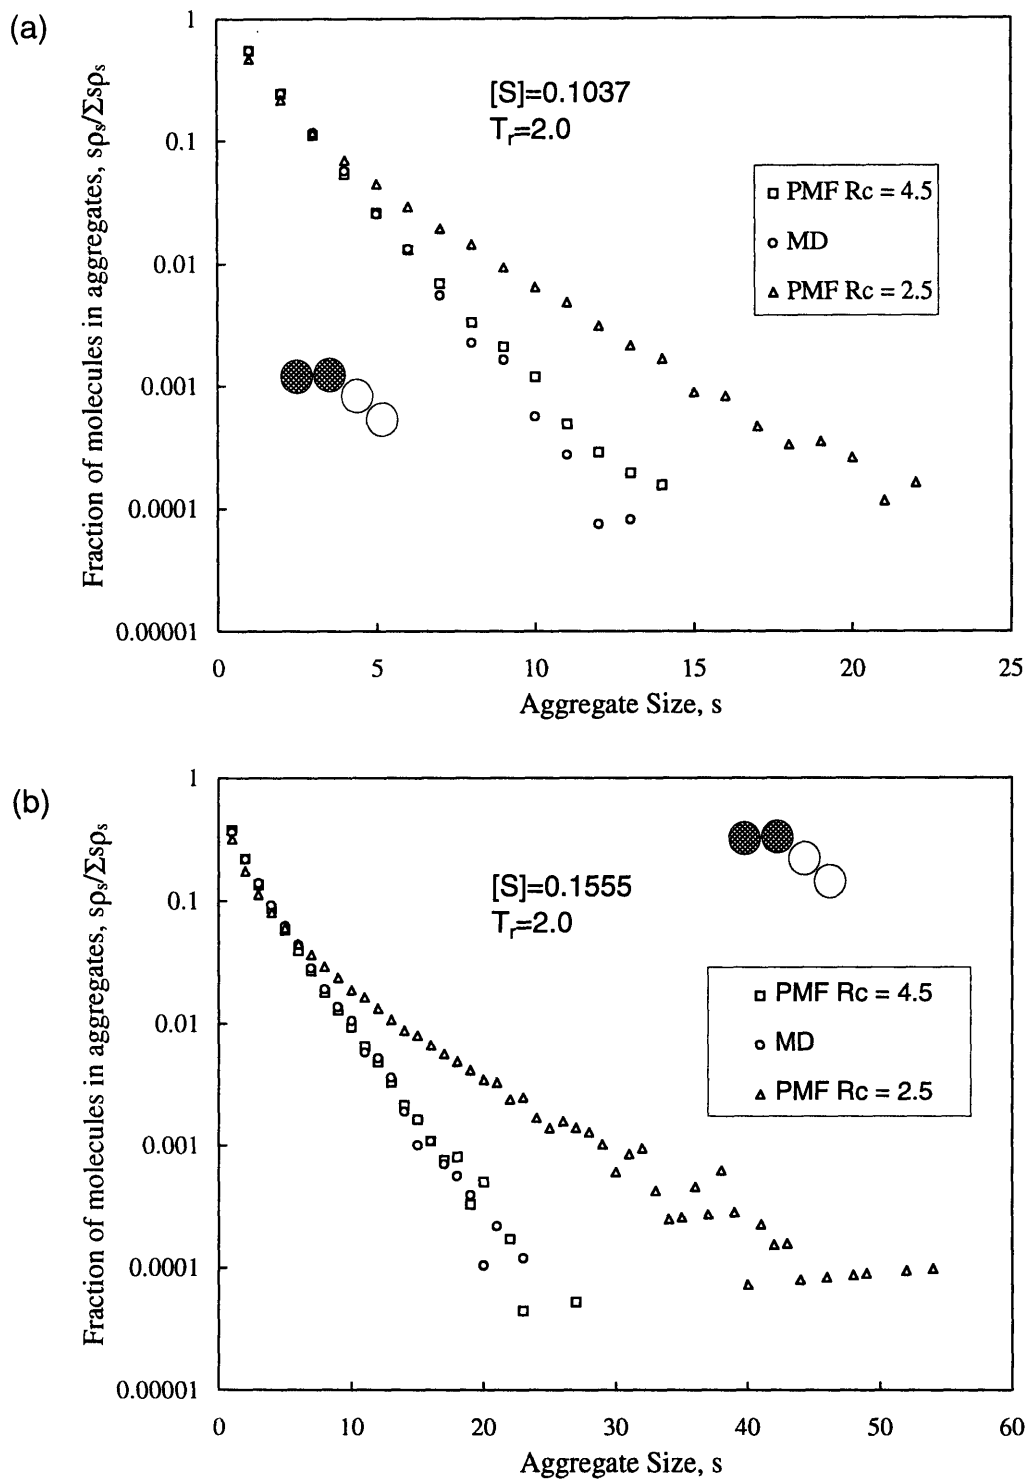 (a)
Fraction of molecules in aggregates, sρₛ/Σsρₛ
1
0.1
0.01
0.001
0.0001
0.00001
[S]=0.1037
Tᵣ=2.0
PMF Rc = 4.5
MD
PMF Rc = 2.5
0 5 10 15 20 25
Aggregate Size, s
(b)
Fraction of molecules in aggregates, sρₛ/Σsρₛ
1
0.1
0.01
0.001
0.0001
0.00001
[S]=0.1555
Tᵣ=2.0
PMF Rc = 4.5
MD
PMF Rc = 2.5
0 10 20 30 40 50 60
Aggregate Size, s